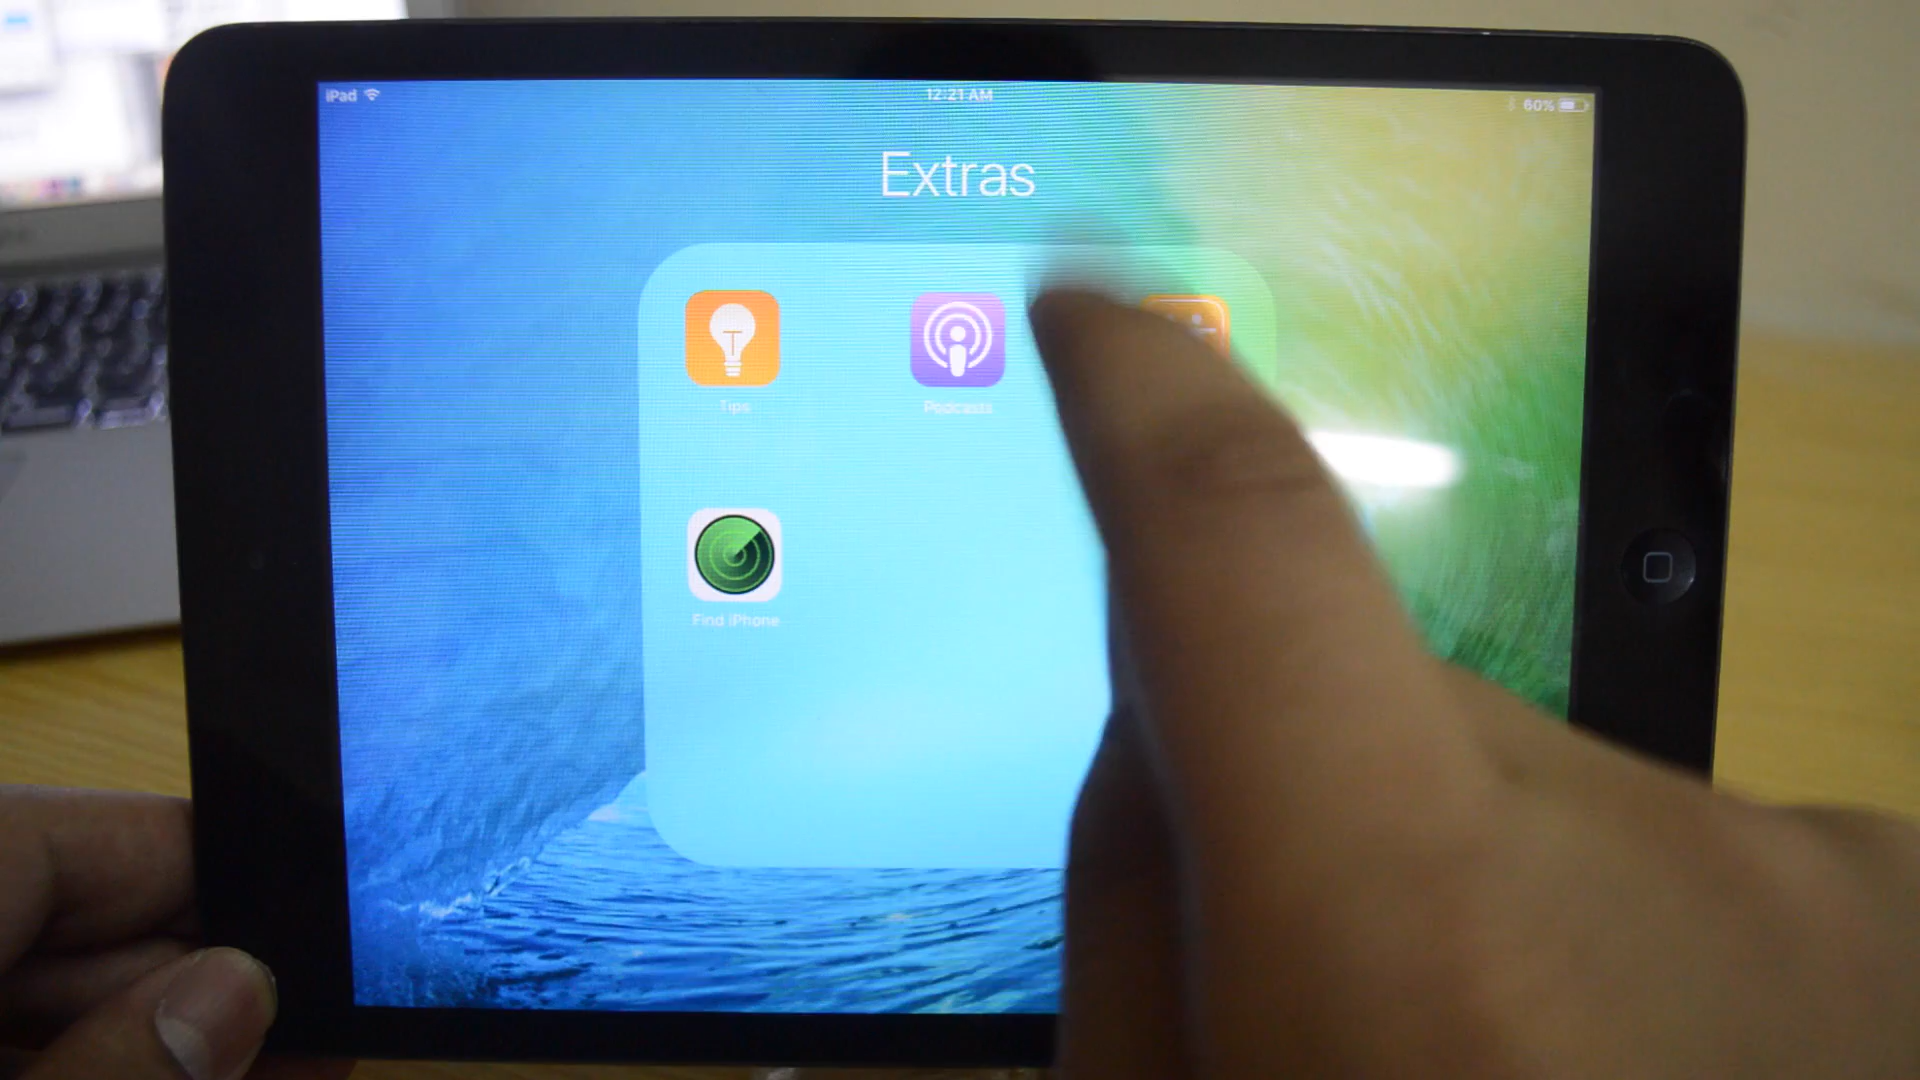 iPad
12:21 AM
60%
Extras
Tips
Podcasts
Find iPhone